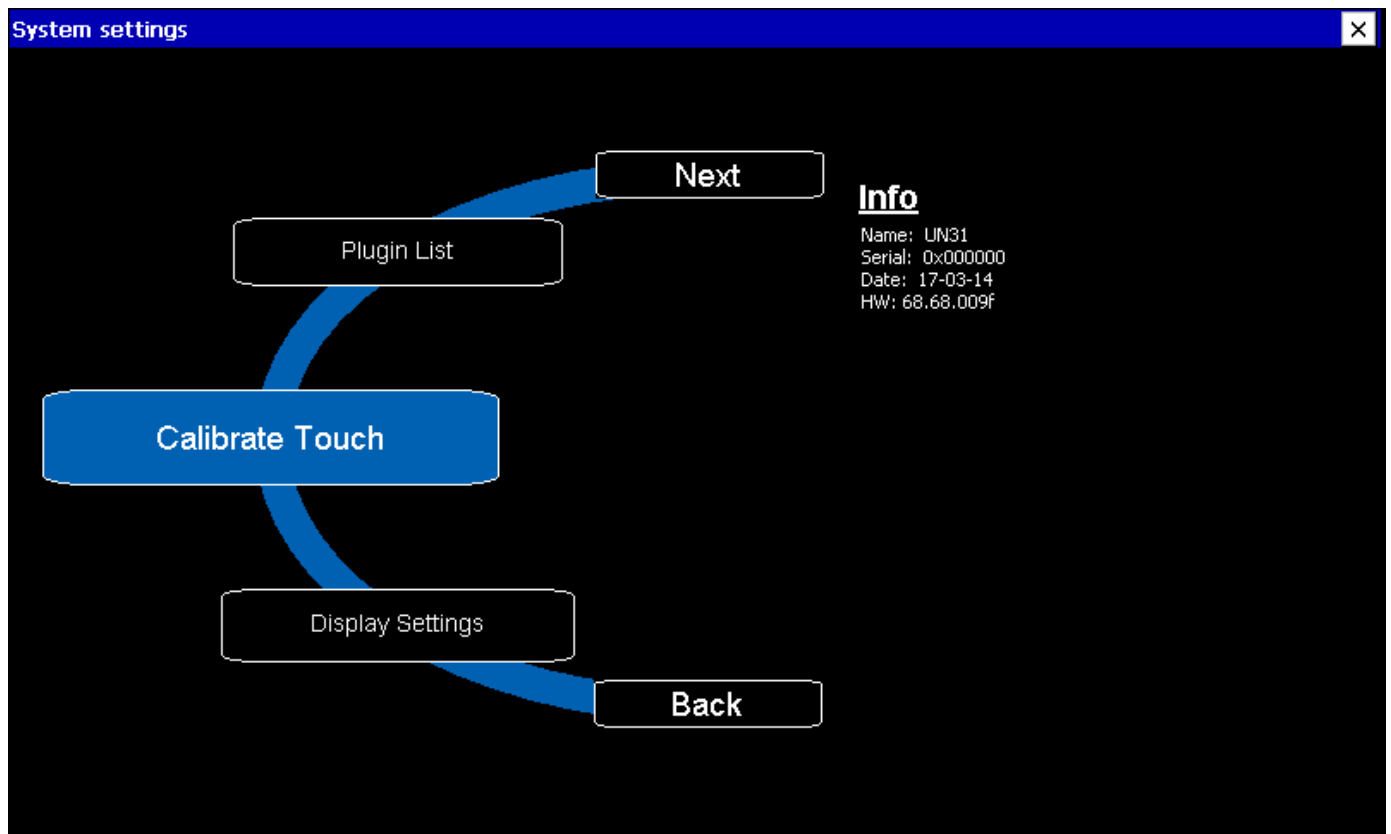 System settings
Next
Info
Plugin List
Name: UN31
Serial: 0x000000
Date: 17-03-14
HW: 68.68.009f
Calibrate Touch
Display Settings
Back